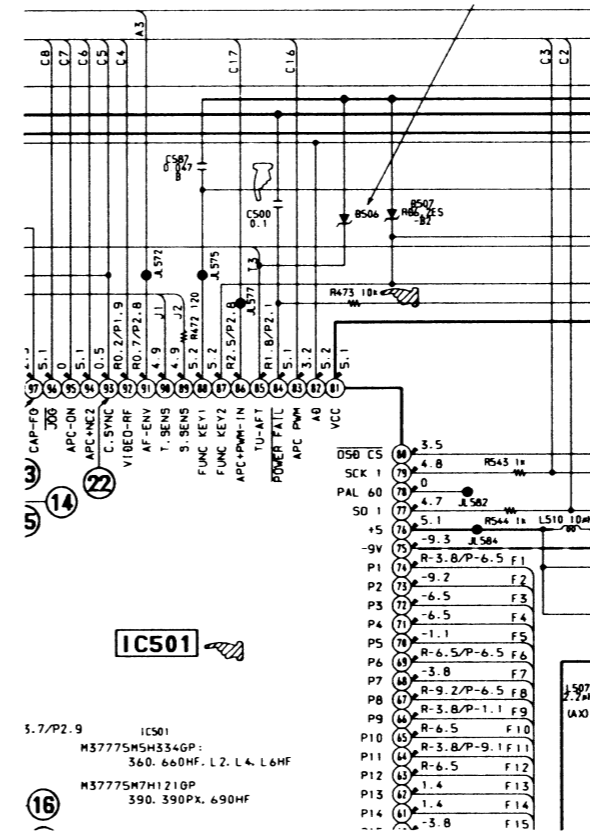 A3
C8
C7
C6
C5
C4
C17
C16
C3
C2
C587
0.047
B
C500
0.1
D506
D507
RD6.2ES
-B2
JL572
JL575
JL577
I3
J1
J2
R472 120
R473 10K
5.1
0
5.1
0.5
R0.2/P1.9
R0.7/P2.8
4.9
4.9
5.2
5.2
R2.5/P2.8
R1.8/P2.1
5.1
3.2
5.2
5.1
97 96 95 94 93 92 91 90 89 88 87 86 85 84 83 82 81
CAP-FG
JOG
APC-ON
APC+NC2
C.SYNC
VIDEO-RF
AF-ENV
T.SENS
S.SENS
FUNC KEY1
FUNC KEY2
APC+PWM-IN
TU-AFT
POWER FAIL
APC PWM
A0
VCC
3
14
22
5
OSD CS 80 3.5
SCK 1 79 4.8 R543 1K
PAL 60 78 0 JL582
SO 1 77 4.7 R544 1K
+5 76 5.1 JL584 L510 10μH
-9V 75 -9.3
P1 74 R-3.8/P-6.5 F1
P2 73 -9.2 F2
P3 72 -6.5 F3
P4 71 -6.5 F4
P5 70 -1.1 F5
P6 69 R-6.5/P-6.5 F6
P7 68 -3.8 F7
P8 67 R-9.2/P-6.5 F8
P9 66 R-3.8/P-1.1 F9
P10 65 R-6.5 F10
P11 64 R-3.8/P-9.1 F11
P12 63 R-6.5 F12
P13 62 1.4 F13
P14 61 1.4 F14
-3.8 F15
L507
(AX)
IC501
3.7/P2.9
IC501
M37775M5H334GP:
360. 660HF. L2. L4. L6HF
M37775M7H121GP
390. 390PX. 690HF
16